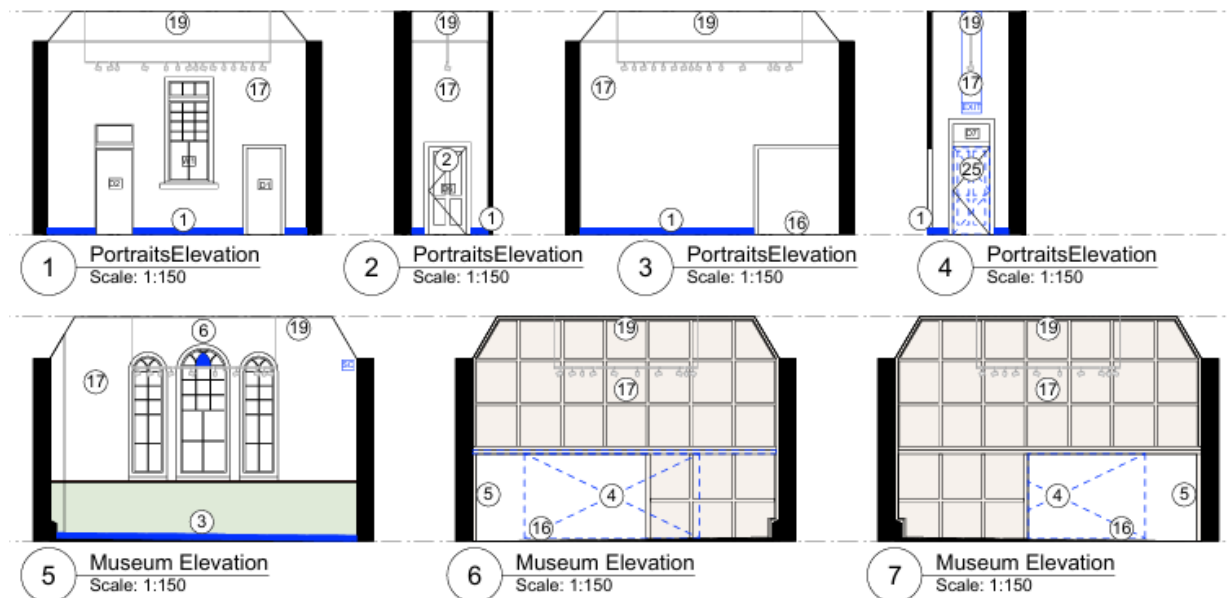 19
19
19
19
17
17
17
17
EXIT
W1
D2
D1
2
D7
25
1
1
1
16
1
1 PortraitsElevation
Scale: 1:150
2 PortraitsElevation
Scale: 1:150
3 PortraitsElevation
Scale: 1:150
4 PortraitsElevation
Scale: 1:150
6
19
19
19
17
17
17
5
4
4
5
3
16
16
5 Museum Elevation
Scale: 1:150
6 Museum Elevation
Scale: 1:150
7 Museum Elevation
Scale: 1:150